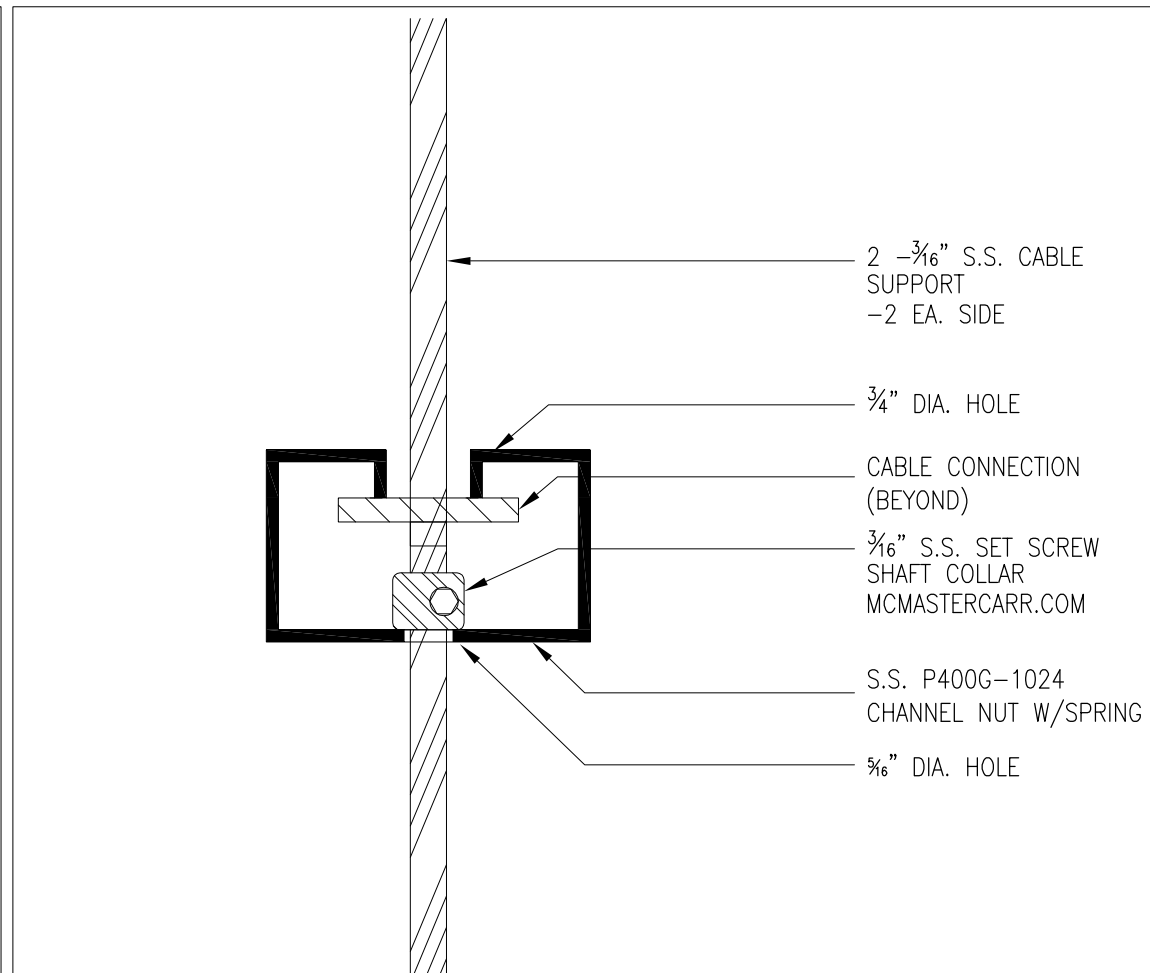 2 -3/16" S.S. CABLE
SUPPORT
-2 EA. SIDE
3/4" DIA. HOLE
CABLE CONNECTION
(BEYOND)
3/16" S.S. SET SCREW
SHAFT COLLAR
MCMASTERCARR.COM
S.S. P400G-1024
CHANNEL NUT W/SPRING
5/16" DIA. HOLE